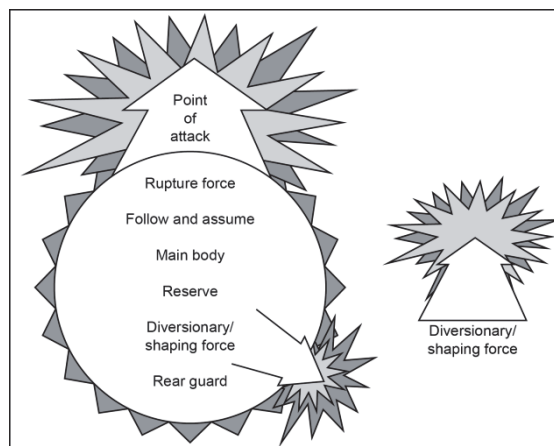 Point
of
attack
Rupture force
Follow and assume
Main body
Reserve
Diversionary/
shaping force
Rear guard
Diversionary/
shaping force